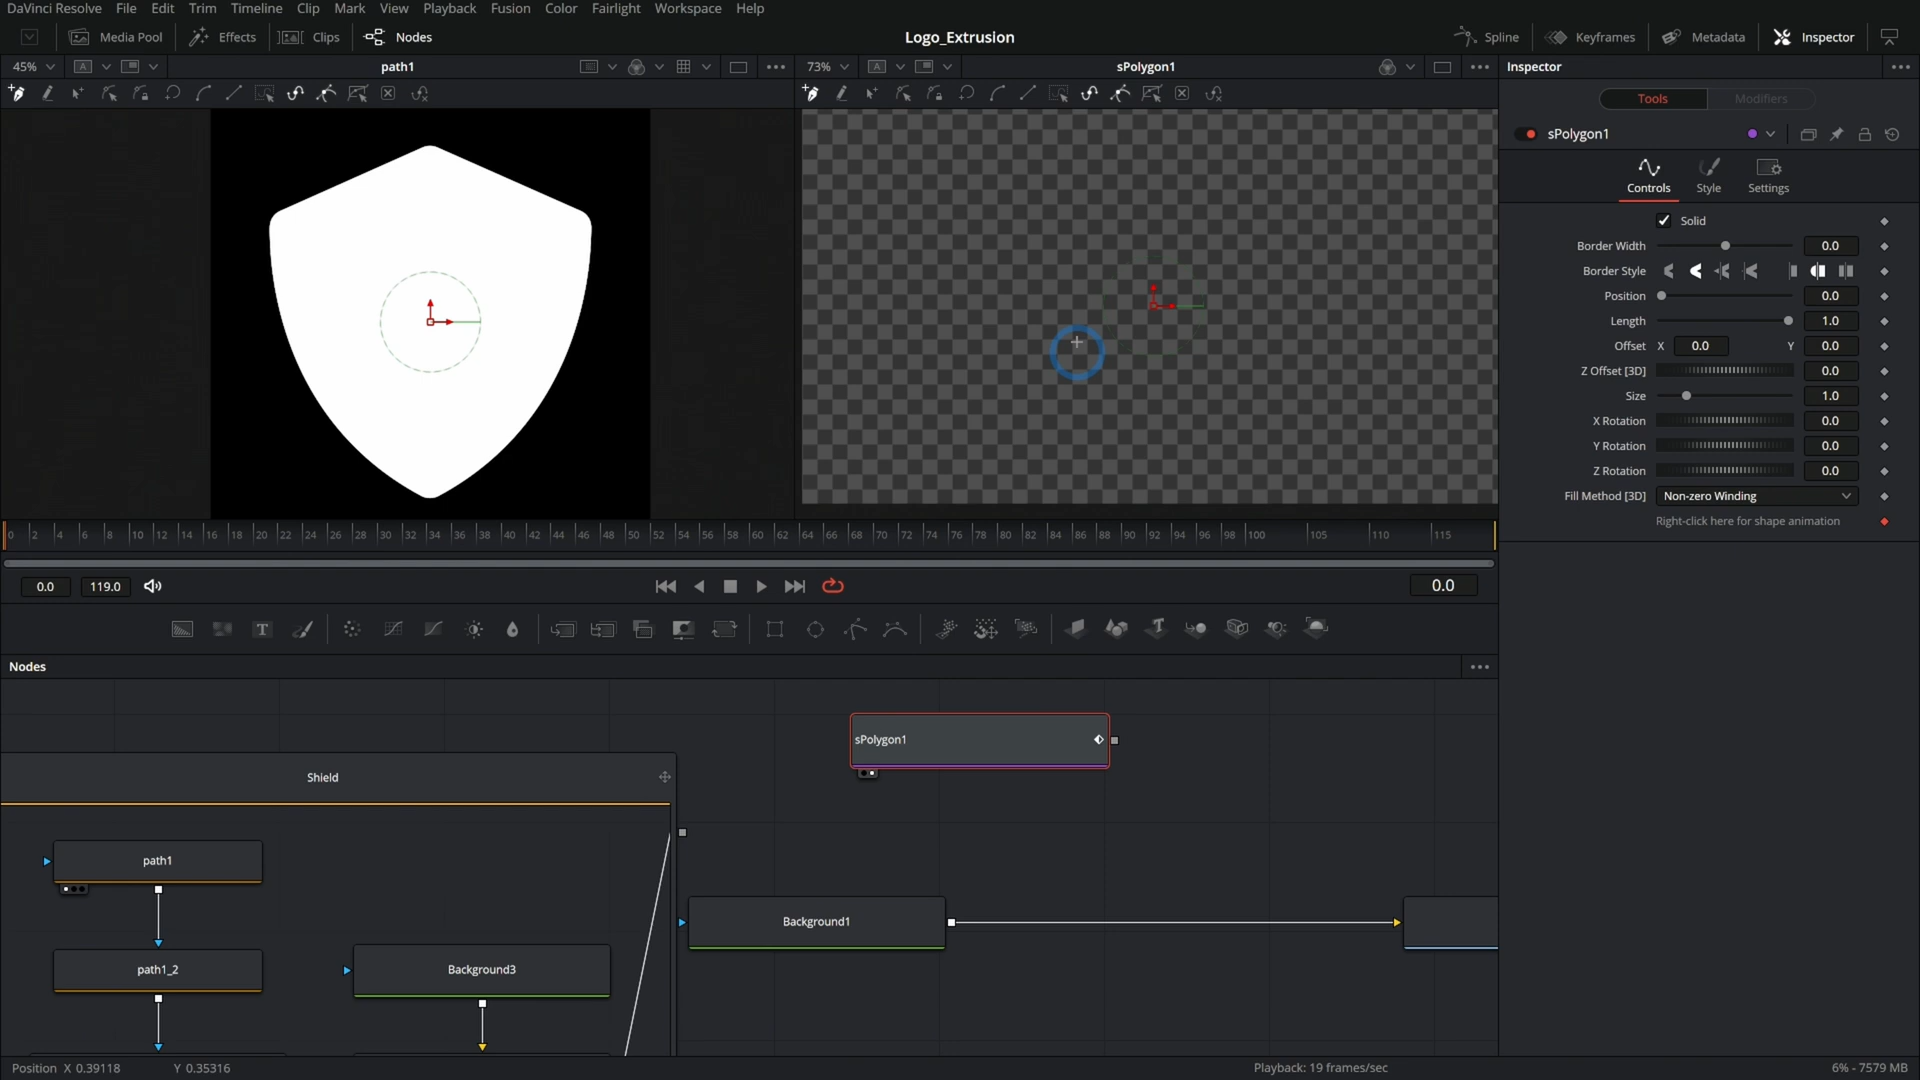 DaVinci Resolve File Edit Trim Timeline Clip Mark View Playback Fusion Color Fairlight Workspace Help
Media Pool Effects Clips Nodes Logo_Extrusion Spline Keyframes Metadata Inspector
45% A path1 73% A sPolygon1 Inspector
Tools Modifiers
sPolygon1
Controls Style Settings
Solid
Border Width 0.0
Border Style
Position 0.0
Length 1.0
Offset X 0.0 Y 0.0
Z Offset [3D] 0.0
Size 1.0
X Rotation 0.0
Y Rotation 0.0
Z Rotation 0.0
Fill Method [3D] Non-zero Winding
Right-click here for shape animation
0 2 4 6 8 10 12 14 16 18 20 22 24 26 28 30 32 34 36 38 40 42 44 46 48 50 52 54 56 58 60 62 64 66 68 70 72 74 76 78 80 82 84 86 88 90 92 94 96 98 100 105 110 115
0.0 119.0 0.0
T
Nodes
sPolygon1
Shield
path1
Background1
path1_2 Background3
Position X 0.39118 Y 0.35316 Playback: 19 frames/sec 6% - 7579 MB